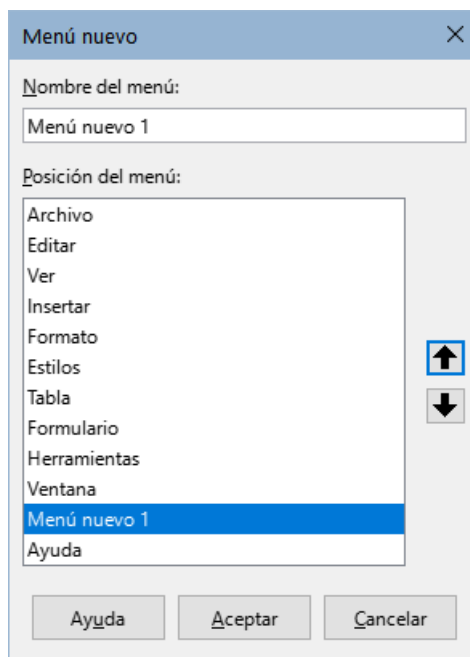 Menú nuevo
Nombre del menú:
Menú nuevo 1
Posición del menú:
Archivo
Editar
Ver
Insertar
Formato
Estilos
Tabla
Formulario
Herramientas
Ventana
Menú nuevo 1
Ayuda
Ayuda Aceptar Cancelar